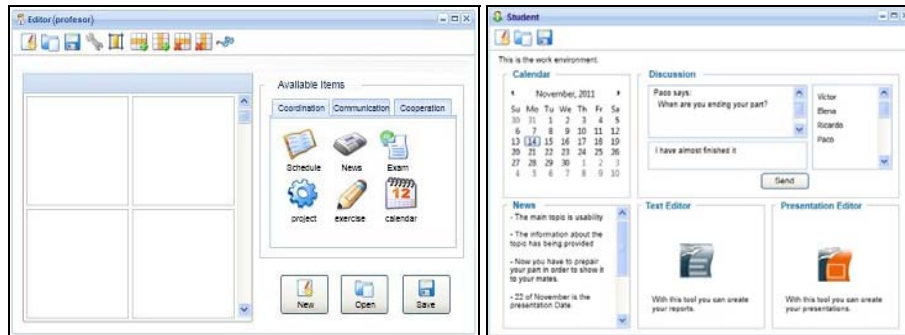 Editor (profesor)
Available Items
Coordination Communication Cooperation
Schedule News Exam
project exercise calendar
12
New Open Save
Student
This is the work environment.
Calendar
November, 2011
Su Mo Tu We Th Fr Sa
30 31 1 2 3 4 5
6 7 8 9 10 11 12
13 14 15 16 17 18 19
20 21 22 23 24 25 26
27 28 29 30 1 2 3
4 5 6 7 8 9 10
Discussion
Paco says:
When are you ending your part?
I have almost finished it
Victor
Elena
Ricardo
Paco
Send
News
- The main topic is usability
- The information about the
topic has being provided
- Now you have to prepair
your part in order to show it
to your mates.
- 22 of November is the
presentation Date
Text Editor
With this tool you can create
your reports.
Presentation Editor
With this tool you can create
your presentations.